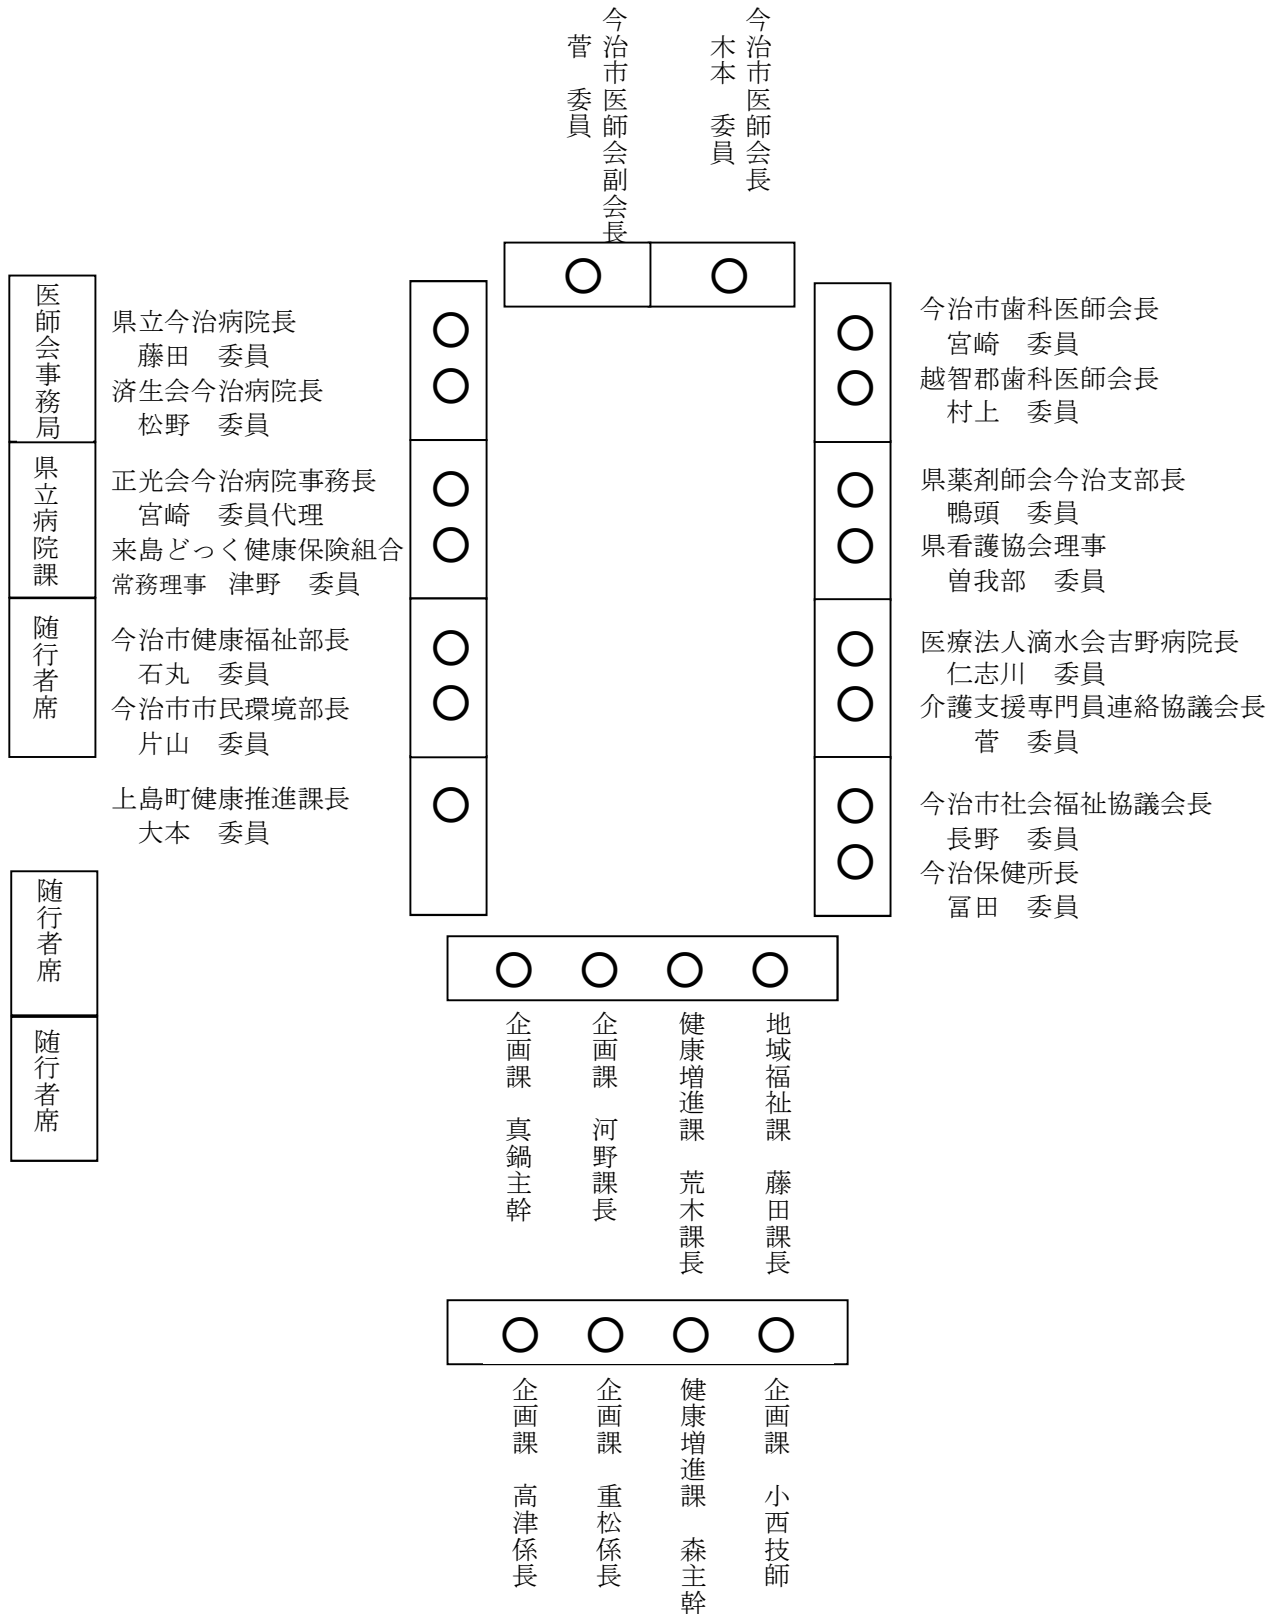 今治市医師会長
木本　委員
今治市医師会副会長
菅　委員
医師会事務局
県立病院課
随行者席
県立今治病院長
藤田　委員
済生会今治病院長
松野　委員
正光会今治病院事務長
宮崎　委員代理
来島どっく健康保険組合
常務理事　津野　委員
今治市健康福祉部長
石丸　委員
今治市市民環境部長
片山　委員
上島町健康推進課長
大本　委員
今治市歯科医師会長
宮崎　委員
越智郡歯科医師会長
村上　委員
県薬剤師会今治支部長
鴨頭　委員
県看護協会理事
曽我部　委員
医療法人滴水会吉野病院長
仁志川　委員
介護支援専門員連絡協議会長
菅　委員
今治市社会福祉協議会長
長野　委員
今治保健所長
冨田　委員
随行者席
随行者席
地域福祉課　藤田課長
健康増進課　荒木課長
企画課　河野課長
企画課　真鍋主幹
企画課　小西技師
健康増進課　森主幹
企画課　重松係長
企画課　高津係長